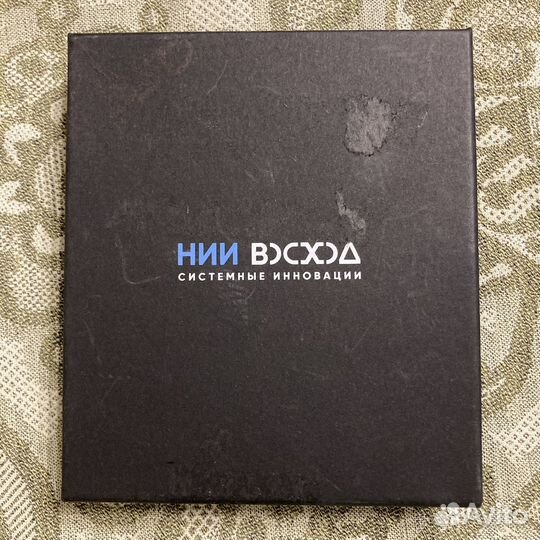 НИИ ВОСХОД
СИСТЕМНЫЕ ИННОВАЦИИ
Avito